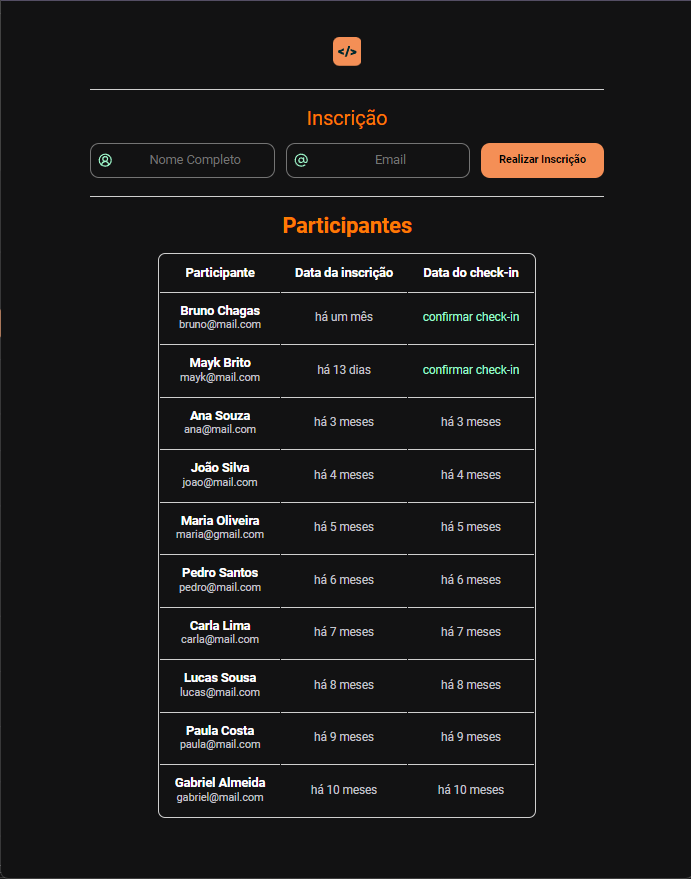 </>
Inscrição
Nome Completo Email Realizar Inscrição
Participantes
Participante Data da inscrição Data do check-in
Bruno Chagas
bruno@mail.com
há um mês confirmar check-in
Mayk Brito
mayk@mail.com
há 13 dias confirmar check-in
Ana Souza
ana@mail.com
há 3 meses há 3 meses
João Silva
joao@mail.com
há 4 meses há 4 meses
Maria Oliveira
maria@gmail.com
há 5 meses há 5 meses
Pedro Santos
pedro@mail.com
há 6 meses há 6 meses
Carla Lima
carla@mail.com
há 7 meses há 7 meses
Lucas Sousa
lucas@mail.com
há 8 meses há 8 meses
Paula Costa
paula@mail.com
há 9 meses há 9 meses
Gabriel Almeida
gabriel@mail.com
há 10 meses há 10 meses